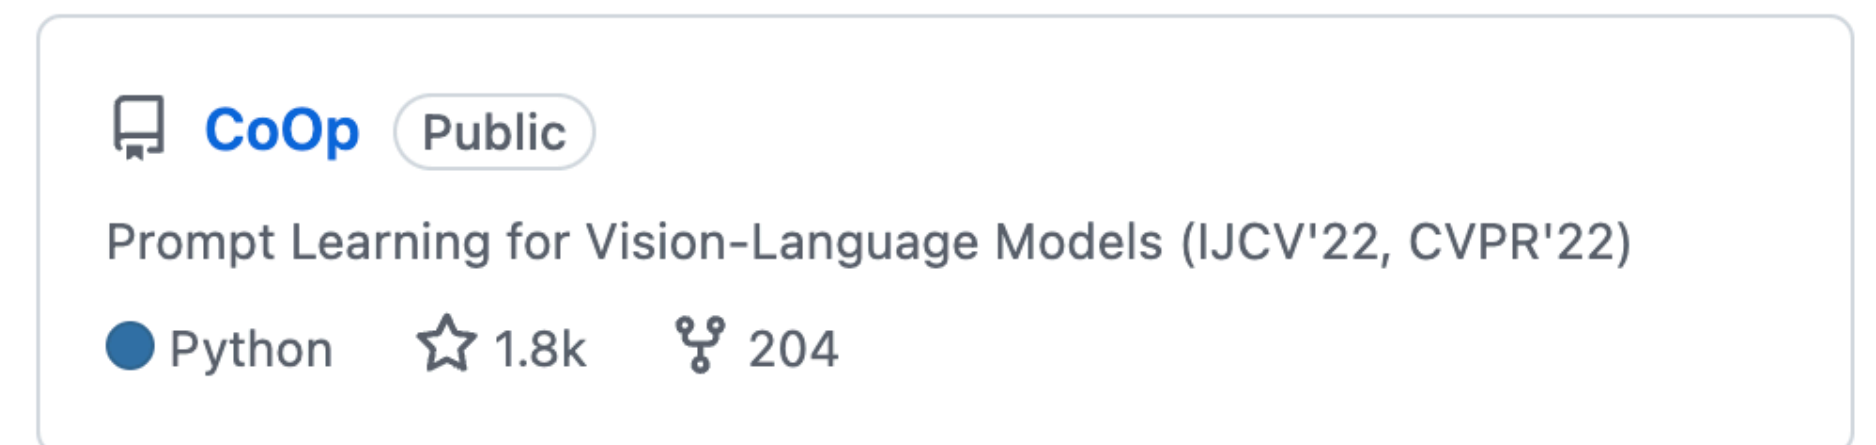 CoOp Public
Prompt Learning for Vision-Language Models (IJCV'22, CVPR'22)
Python 1.8k 204